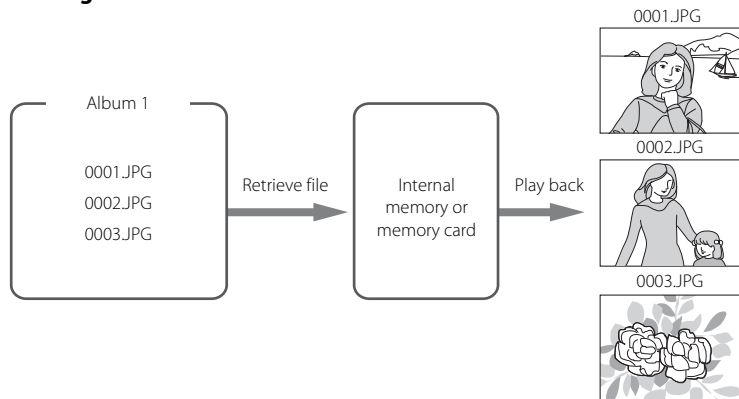 Album 1
0001.JPG
0002.JPG
0003.JPG
Retrieve file
Internal
memory or
memory card
Play back
0001.JPG
0002.JPG
0003.JPG